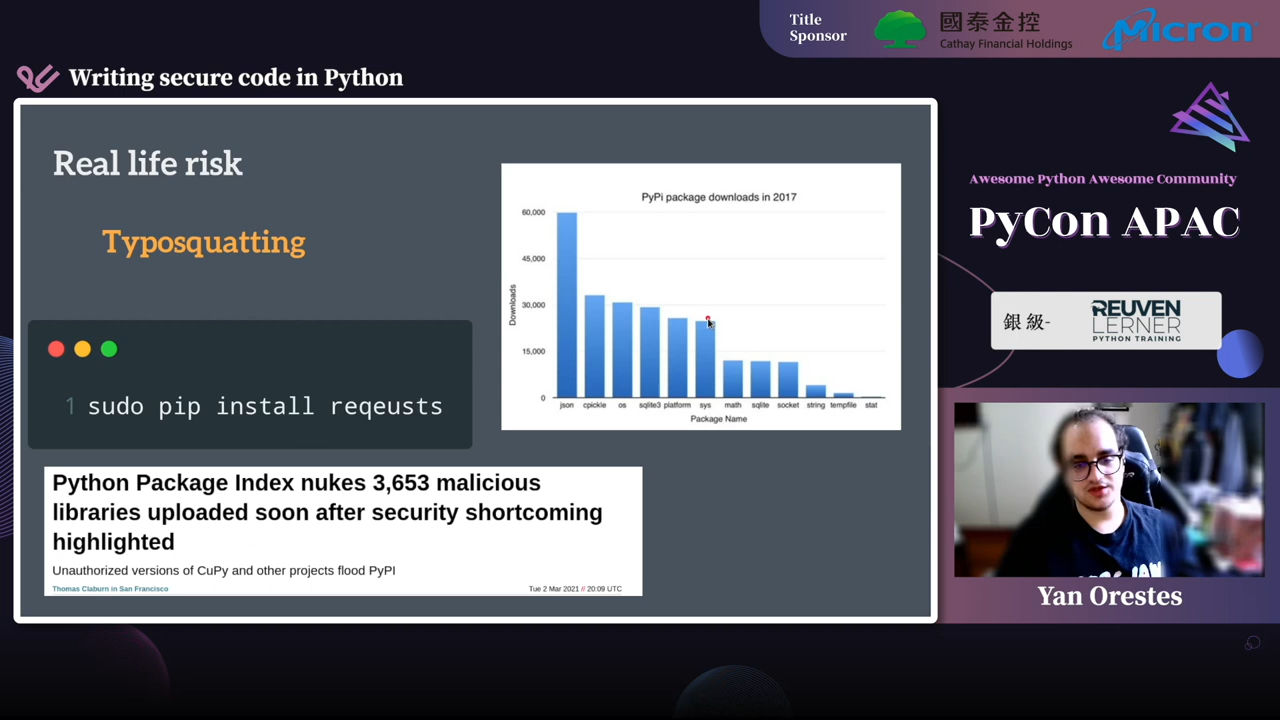 Title
Sponsor
國泰金控
Cathay Financial Holdings
Micron
Writing secure code in Python
Real life risk
Typosquatting
1 sudo pip install reqeusts
PyPi package downloads in 2017
60,000
45,000
30,000
15,000
0
Downloads
json cpickle os sqlite3 platform sys math sqlite socket string tempfile stat
Package Name
Python Package Index nukes 3,653 malicious
libraries uploaded soon after security shortcoming
highlighted
Unauthorized versions of CuPy and other projects flood PyPI
Thomas Claburn in San Francisco
Tue 2 Mar 2021 // 20:09 UTC
Awesome Python Awesome Community
PyCon APAC
銀級-
REUVEN
LERNER
PYTHON TRAINING
Yan Orestes